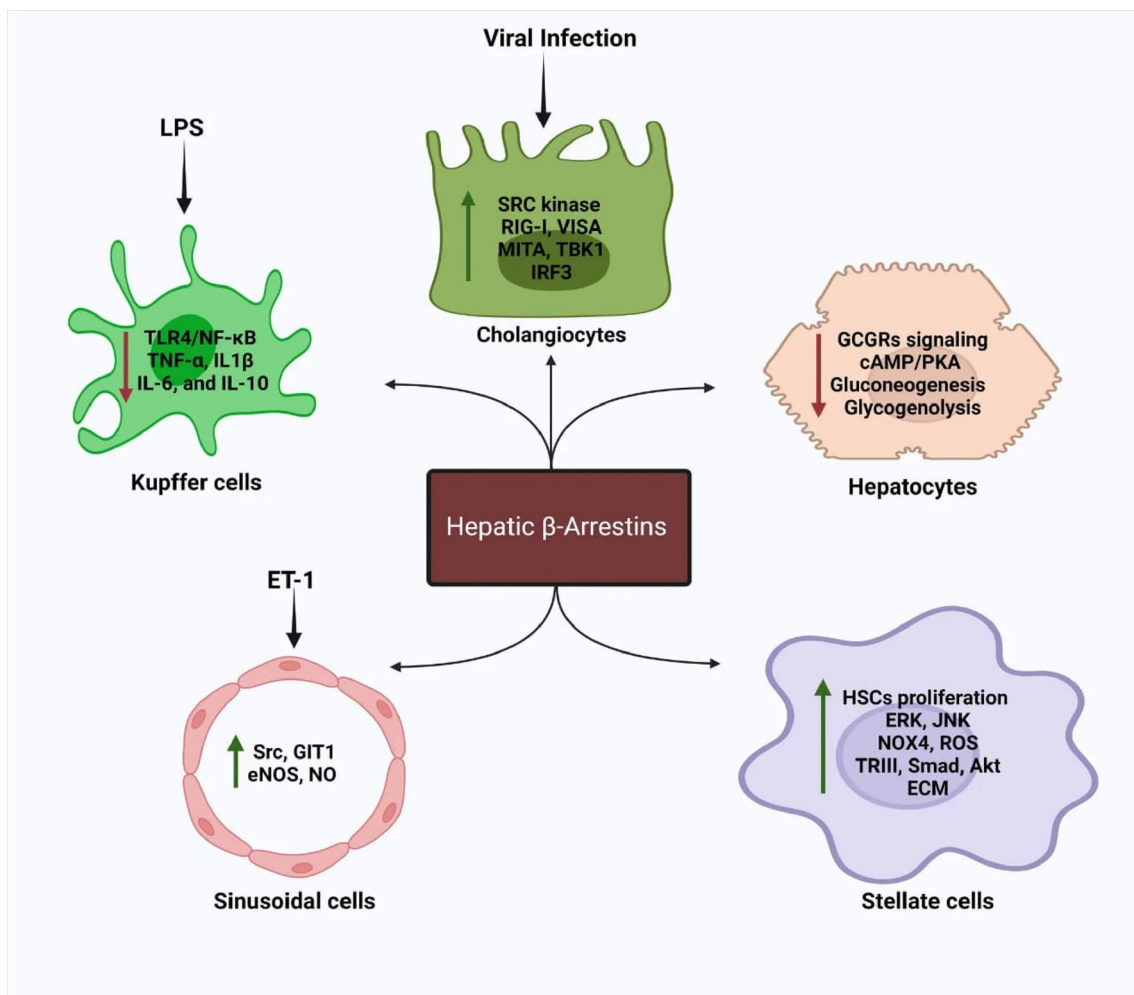 Viral Infection
LPS
SRC kinase
RIG-I, VISA
MITA, TBK1
IRF3
Cholangiocytes
TLR4/NF-κB
TNF-α, IL1β
IL-6, and IL-10
Kupffer cells
GCGRs signaling
cAMP/PKA
Gluconeogenesis
Glycogenolysis
Hepatocytes
Hepatic β-Arrestins
ET-1
Src, GIT1
eNOS, NO
Sinusoidal cells
HSCs proliferation
ERK, JNK
NOX4, ROS
TRIII, Smad, Akt
ECM
Stellate cells